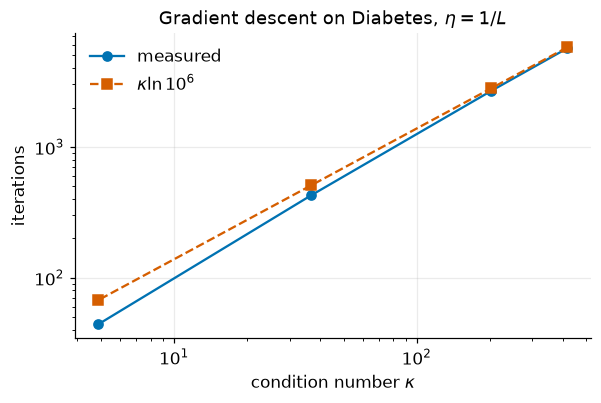 Gradient descent on Diabetes, η = 1/L
measured
κ ln 10⁶
iterations
10³
10²
10¹ 10²
condition number κ